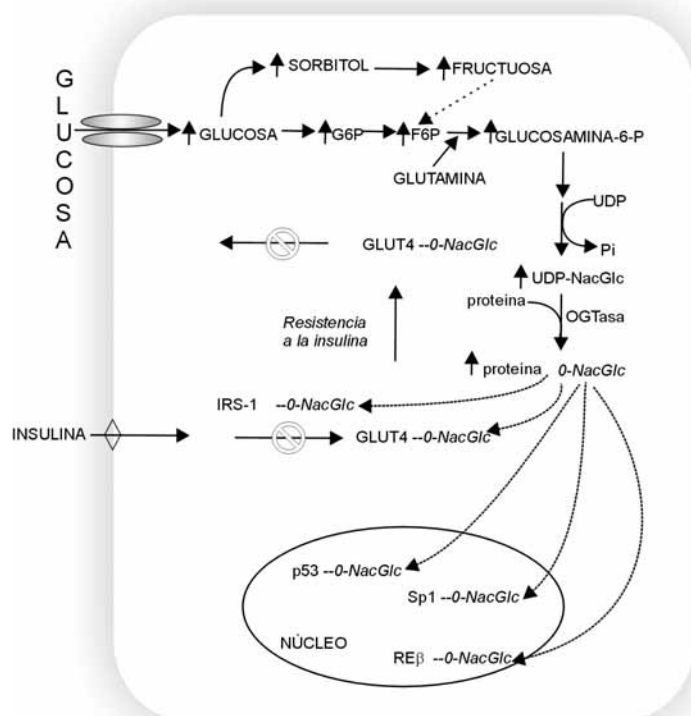 GLUCOSA
SORBITOL
FRUCTUOSA
GLUCOSA
G6P
F6P
GLUCOSAMINA-6-P
GLUTAMINA
UDP
GLUT4 --0-NacGlc
Pi
UDP-NacGlc
proteina
OGTasa
Resistencia
a la insulina
proteina 0-NacGlc
IRS-1 --0-NacGlc
INSULINA
GLUT4 --0-NacGlc
p53 --0-NacGlc
Sp1 --0-NacGlc
NÚCLEO
REβ --0-NacGlc